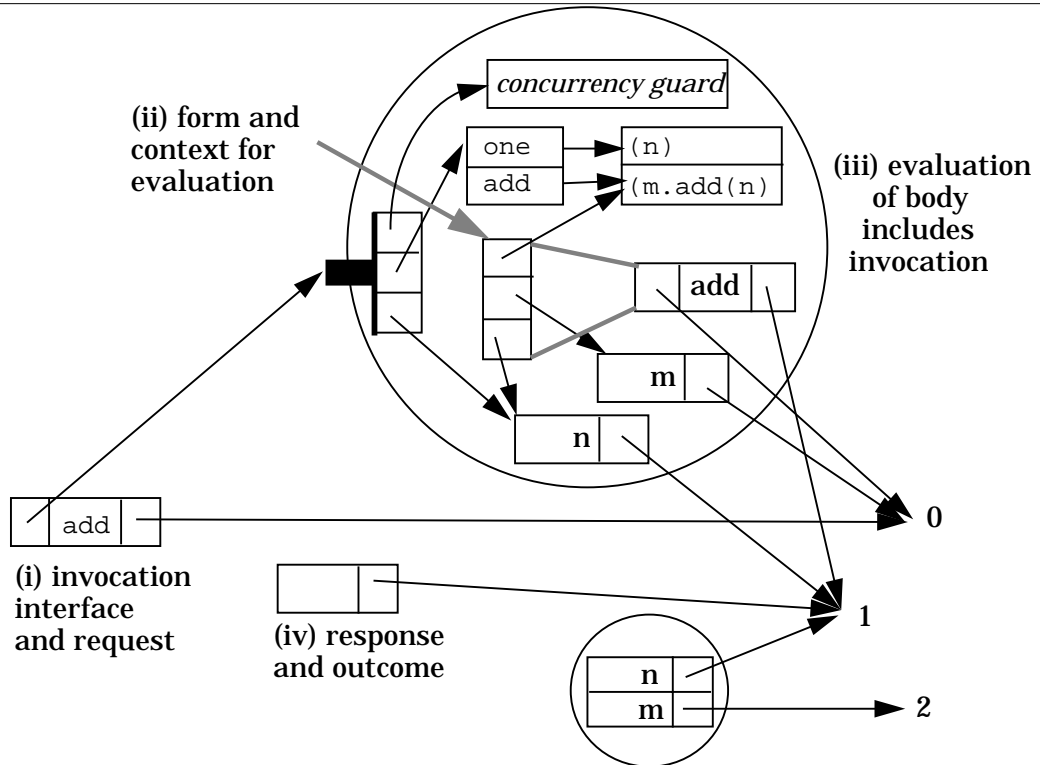 concurrency guard
(ii) form and
context for
evaluation
one
(n)
add
(m.add(n)
(iii) evaluation
of body
includes
invocation
add
m
n
add
0
(i) invocation
interface
and request
1
(iv) response
and outcome
n
m
2